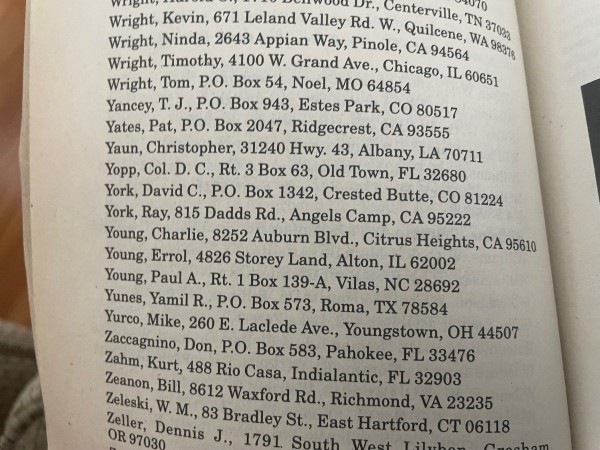 Wright, Kevin, 671 Leland Valley Rd. W., Quilcene, WA 98376
Wright, Ninda, 2643 Appian Way, Pinole, CA 94564
Wright, Timothy, 4100 W. Grand Ave., Chicago, IL 60651
Wright, Tom, P.O. Box 54, Noel, MO 64854
Yancey, T. J., P.O. Box 943, Estes Park, CO 80517
Yates, Pat, P.O. Box 2047, Ridgecrest, CA 93555
Yaun, Christopher, 31240 Hwy. 43, Albany, LA 70711
Yopp, Col. D. C., Rt. 3 Box 63, Old Town, FL 32680
York, David C., P.O. Box 1342, Crested Butte, CO 81224
York, Ray, 815 Dadds Rd., Angels Camp, CA 95222
Young, Charlie, 8252 Auburn Blvd., Citrus Heights, CA 95610
Young, Errol, 4826 Storey Land, Alton, IL 62002
Young, Paul A., Rt. 1 Box 139-A, Vilas, NC 28692
Yunes, Yamil R., P.O. Box 573, Roma, TX 78584
Yurco, Mike, 260 E. Laclede Ave., Youngstown, OH 44507
Zaccagnino, Don, P.O. Box 583, Pahokee, FL 33476
Zahm, Kurt, 488 Rio Casa, Indialantic, FL 32903
Zeanon, Bill, 8612 Waxford Rd., Richmond, VA 23235
Zeleski, W. M., 83 Bradley St., East Hartford, CT 06118
Zeller, Dennis J., 1791 South West Gresham
OR 97030